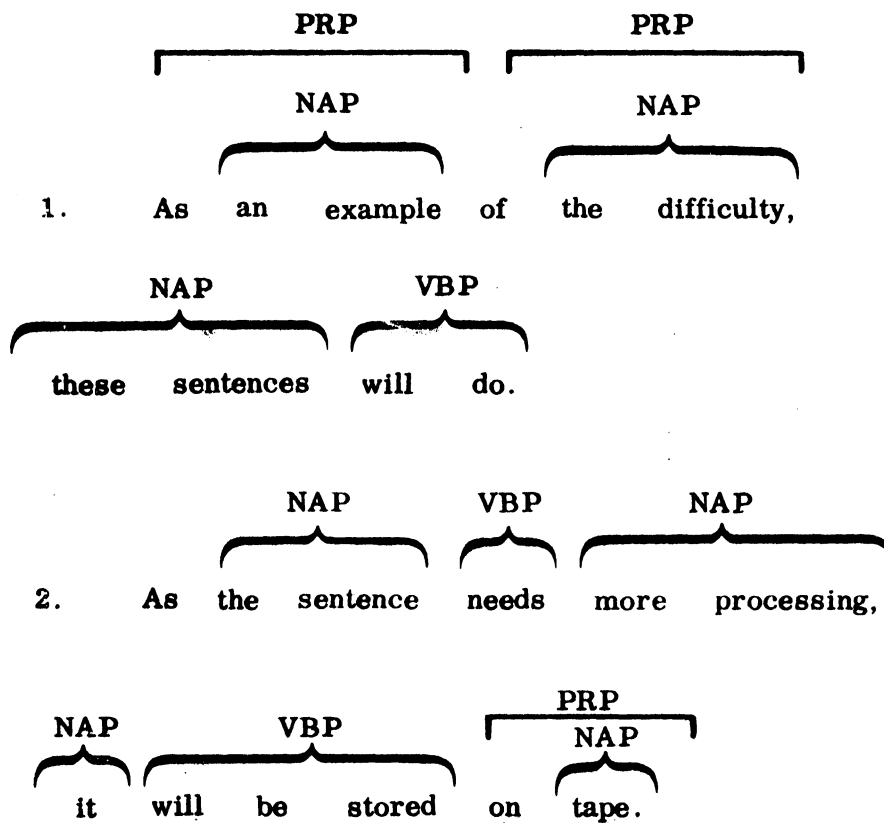 PRP PRP
NAP NAP
1. As an example of the difficulty,
NAP VBP
these sentences will do.
NAP VBP NAP
2. As the sentence needs more processing,
PRP
NAP VBP NAP
it will be stored on tape.